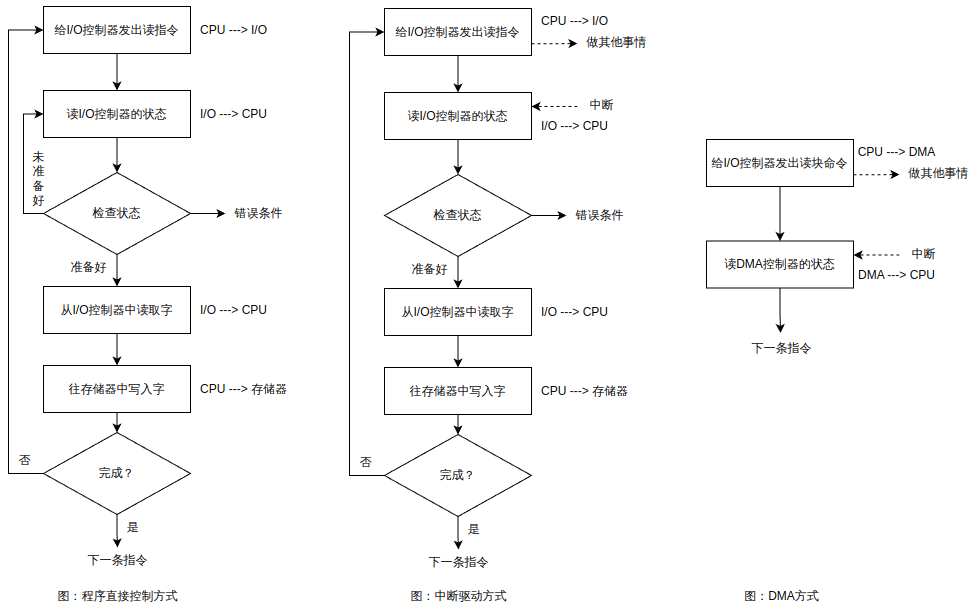 给I/O控制器发出读指令
CPU ---> I/O
读I/O控制器的状态
I/O ---> CPU
未准备好
检查状态
错误条件
准备好
从I/O控制器中读取字
I/O ---> CPU
往存储器中写入字
CPU ---> 存储器
否
完成？
是
下一条指令
图：程序直接控制方式
给I/O控制器发出读指令
CPU ---> I/O
做其他事情
读I/O控制器的状态
中断
I/O ---> CPU
检查状态
错误条件
准备好
从I/O控制器中读取字
I/O ---> CPU
往存储器中写入字
CPU ---> 存储器
否
完成？
是
下一条指令
图：中断驱动方式
给I/O控制器发出读块命令
CPU ---> DMA
做其他事情
读DMA控制器的状态
中断
DMA ---> CPU
下一条指令
图：DMA方式